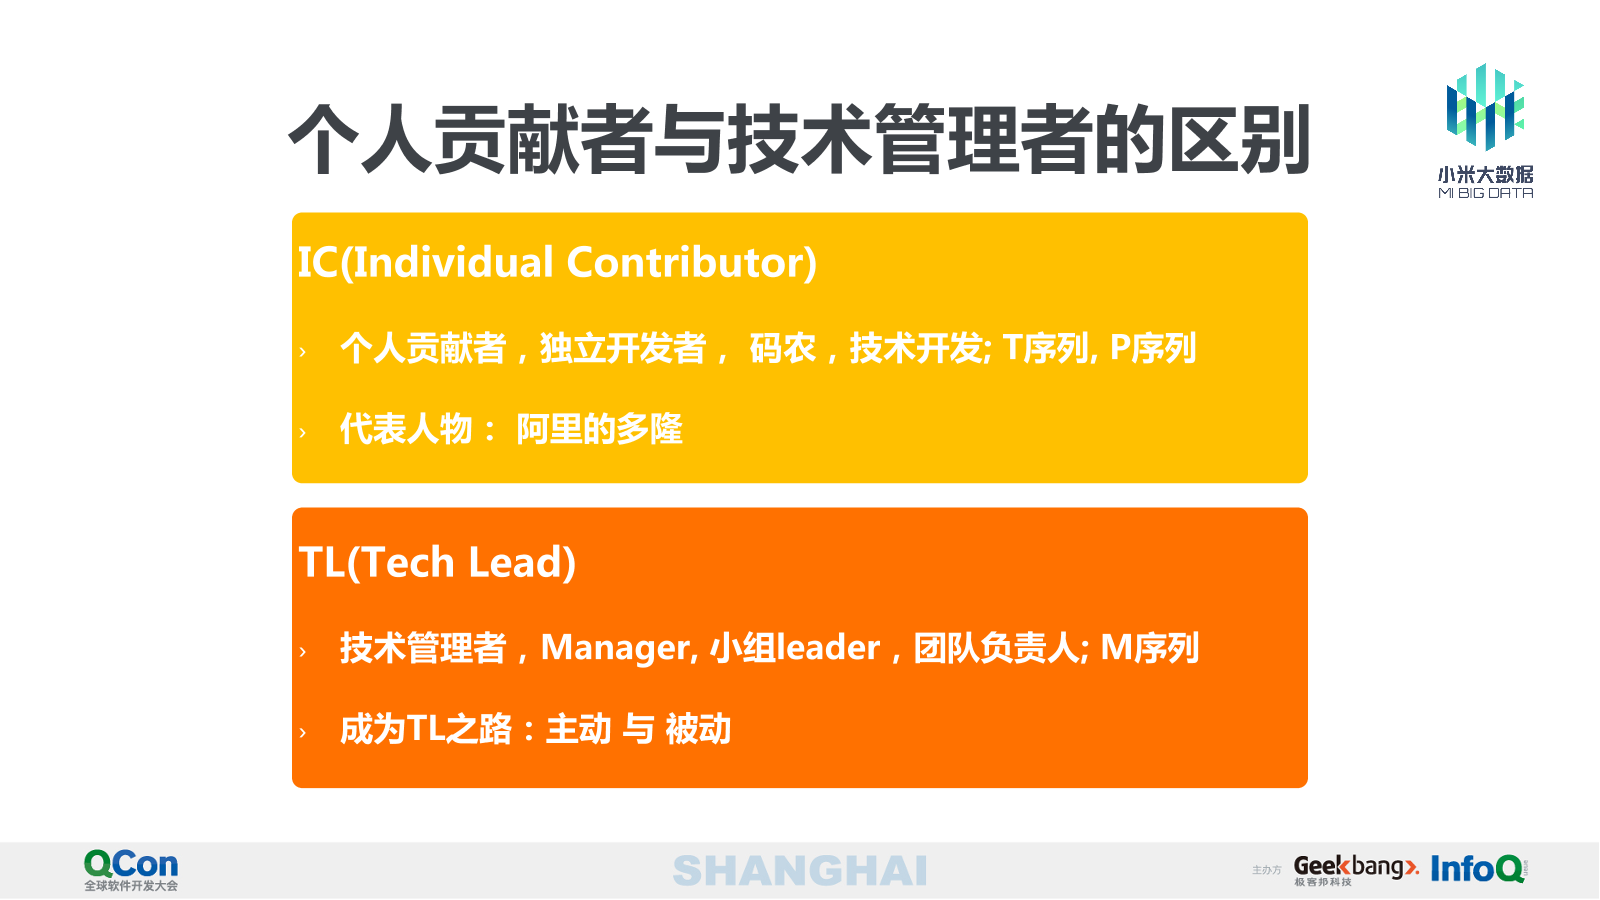 个人贡献者与技术管理者的区别
小米大数据
MI BIG DATA
IC(Individual Contributor)
› 个人贡献者，独立开发者， 码农，技术开发; T序列, P序列
› 代表人物： 阿里的多隆
TL(Tech Lead)
› 技术管理者，Manager, 小组leader，团队负责人; M序列
› 成为TL之路：主动 与 被动
QCon
全球软件开发大会
SHANGHAI
主办方
Geekbang>.
极客邦科技
InfoQ